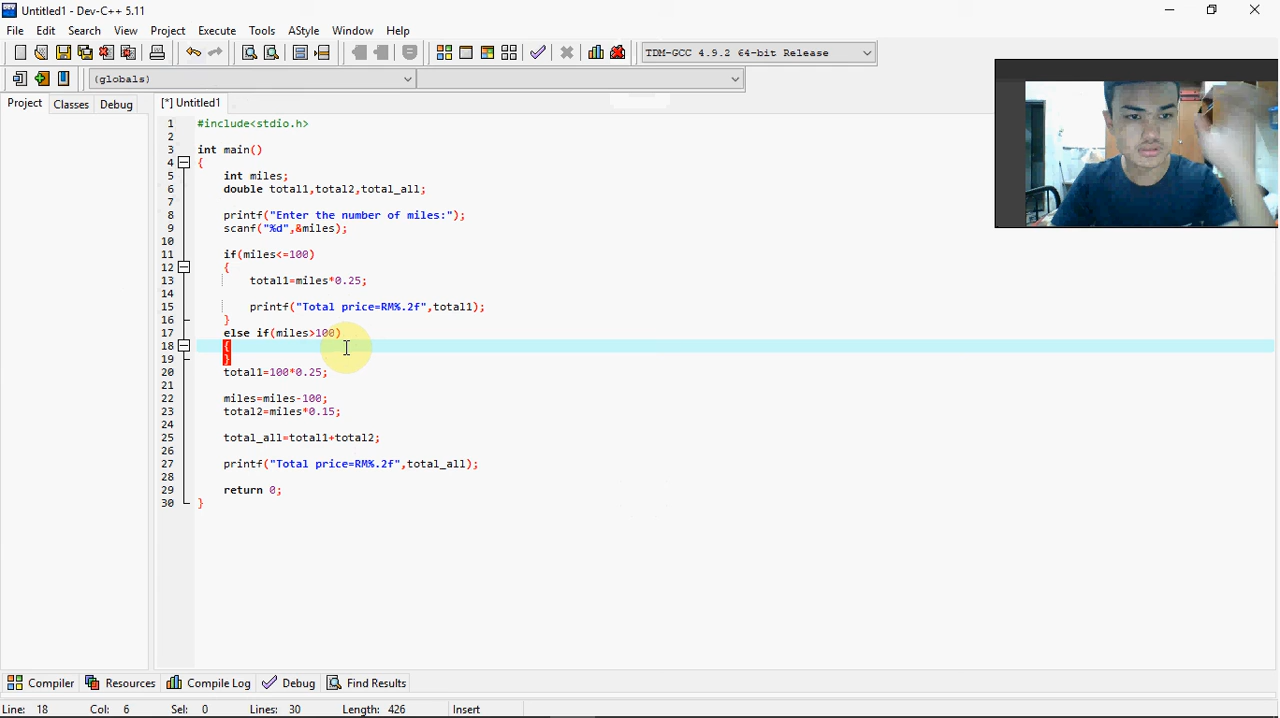 Untitled1 - Dev-C++ 5.11
File Edit Search View Project Execute Tools AStyle Window Help
TDM-GCC 4.9.2 64-bit Release
(globals)
Project Classes Debug [*] Untitled1
1 #include<stdio.h>
2
3 int main()
4 {
5 int miles;
6 double total1,total2,total_all;
7
8 printf("Enter the number of miles:");
9 scanf("%d",&miles);
10
11 if(miles<=100)
12 {
13 total1=miles*0.25;
14
15 printf("Total price=RM%.2f",total1);
16 }
17 else if(miles>100)
18 {
19 }
20 total1=100*0.25;
21
22 miles=miles-100;
23 total2=miles*0.15;
24
25 total_all=total1+total2;
26
27 printf("Total price=RM%.2f",total_all);
28
29 return 0;
30 }
Compiler Resources Compile Log Debug Find Results
Line: 18 Col: 6 Sel: 0 Lines: 30 Length: 426 Insert